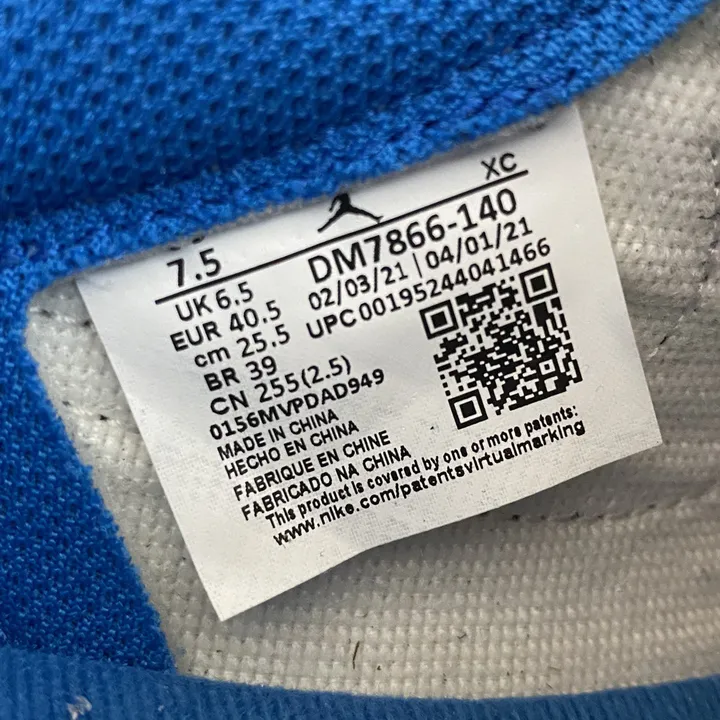 XC
7.5
DM7866-140
UK 6.5
02/03/21 | 04/01/21
EUR 40.5
UPC 00195244041466
cm 25.5
BR 39
CN 255(2.5)
0156MVPDAD949
MADE IN CHINA
HECHO EN CHINA
FABRIQUE EN CHINE
FABRICADO NA CHINA
This product is covered by one or more patents:
www.nike.com/patentsvirtualmarking